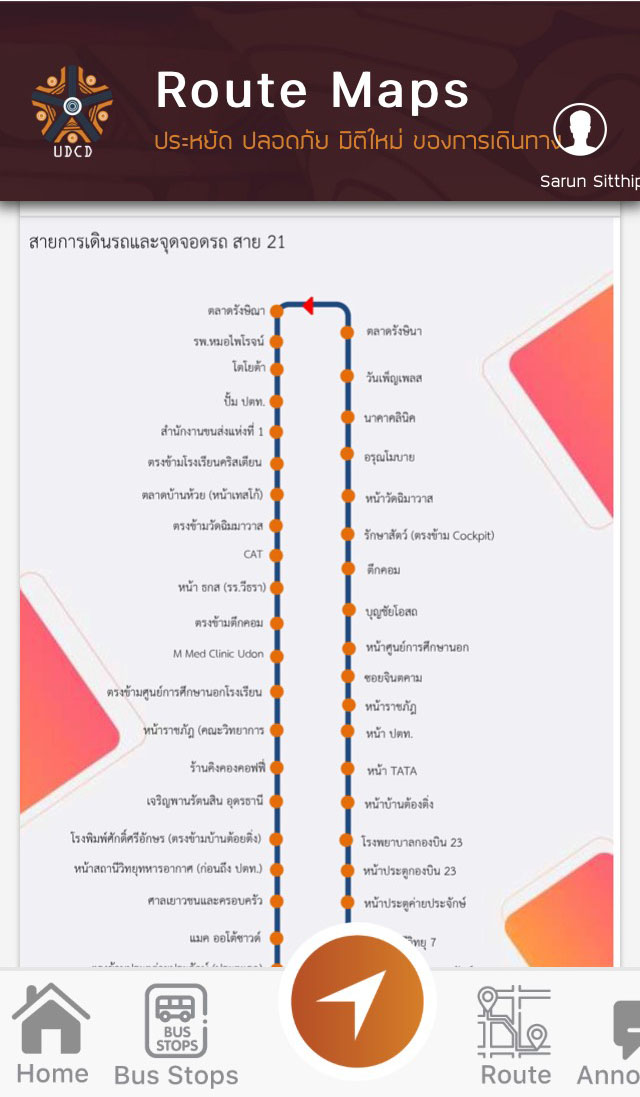 Route Maps
ประหยัด ปลอดภัย มิติใหม่ ของการเดินทาง
UDCD
Sarun Sitthip
สายการเดินรถและจุดจอดรถ สาย 21
ตลาดรังษิณา
รพ.หมอไพโรจน์
โตโยต้า
ปั้ม ปตท.
สำนักงานขนส่งแห่งที่ 1
ตรงข้ามโรงเรียนคริสเตียน
ตลาดบ้านห้วย (หน้าเทสโก้)
ตรงข้ามวัดฉิมมาวาส
CAT
หน้า ธกส (รร.วีธรา)
ตรงข้ามตึกคอม
M Med Clinic Udon
ตรงข้ามศูนย์การศึกษานอกโรงเรียน
หน้าราชภัฎ (คณะวิทยาการ
ร้านคิงคองคอฟฟี่
เจริญพานรัตนสิน อุดรธานี
โรงพิมพ์ศักดิ์ศรีอักษร (ตรงข้ามบ้านต้อยติ่ง)
หน้าสถานีวิทยุทหารอากาศ (ก่อนถึง ปตท.)
ศาลเยาวชนและครอบครัว
แมค ออโต้ซาวด์
ตลาดรังษินา
วันเพ็ญเพลส
นาคาคลินิค
อรุณโมบาย
หน้าวัดฉิมาวาส
รักษาสัตว์ (ตรงข้าม Cockpit)
ตึกคอม
บุญชัยโอสถ
หน้าศูนย์การศึกษานอก
ซอยจินตคาม
หน้าราชภัฎ
หน้า ปตท.
หน้า TATA
หน้าบ้านต้องติ่ง
โรงพยาบาลกองบิน 23
หน้าประตูกองบิน 23
หน้าประตูค่ายประจักษ์
วิทยุ 7
Home
BUS STOPS
Bus Stops
Route
Anno